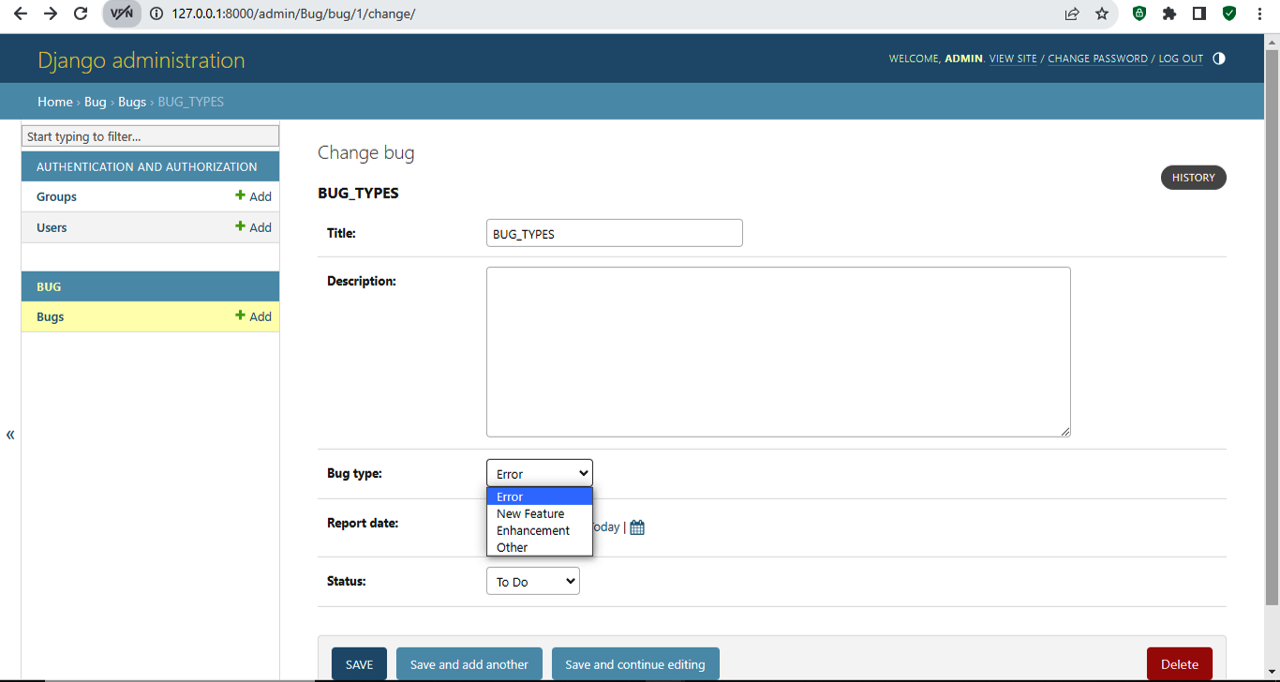 VPN 127.0.0.1:8000/admin/Bug/bug/1/change/
Django administration
WELCOME, ADMIN. VIEW SITE / CHANGE PASSWORD / LOG OUT
Home › Bug › Bugs › BUG_TYPES
Start typing to filter...
AUTHENTICATION AND AUTHORIZATION
Groups + Add
Users + Add
BUG
Bugs + Add
«
Change bug
HISTORY
BUG_TYPES
Title: BUG_TYPES
Description:
Bug type: Error
Error
New Feature
Enhancement
Other
Report date: oday |
Status: To Do
SAVE Save and add another Save and continue editing Delete